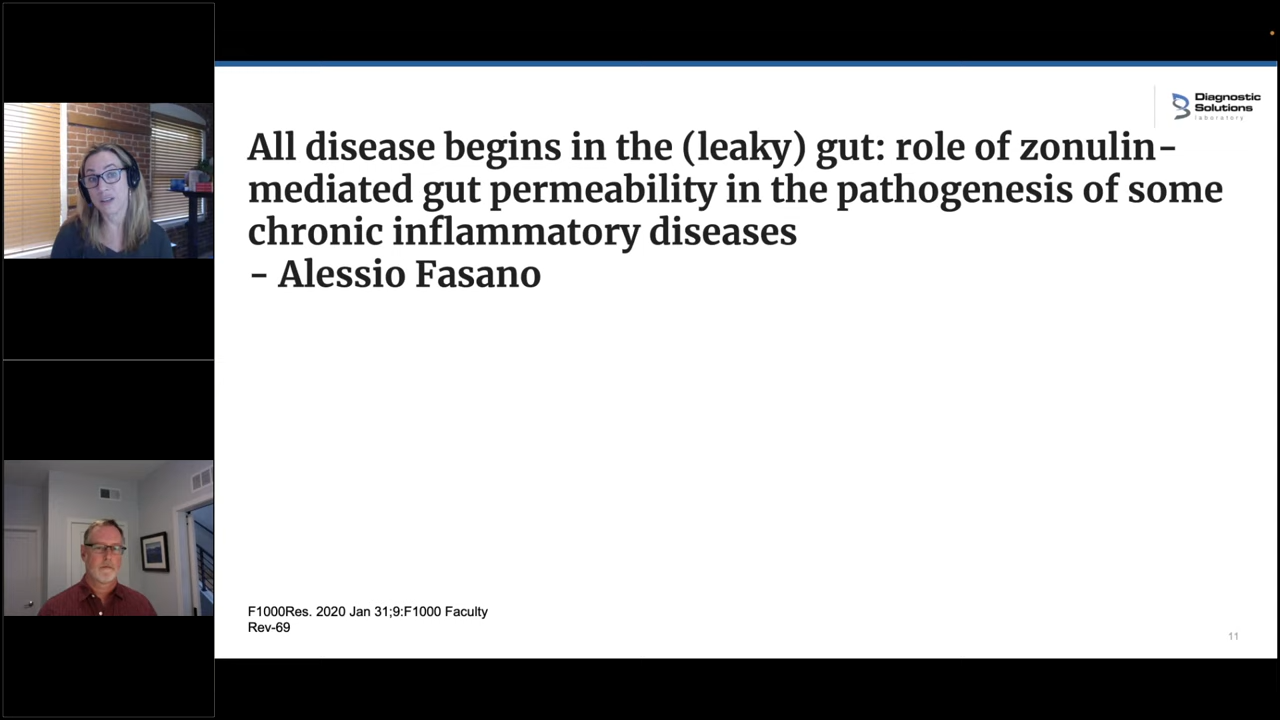 Diagnostic
Solutions
laboratory
All disease begins in the (leaky) gut: role of zonulin-
mediated gut permeability in the pathogenesis of some
chronic inflammatory diseases
- Alessio Fasano
F1000Res. 2020 Jan 31;9:F1000 Faculty
Rev-69
11